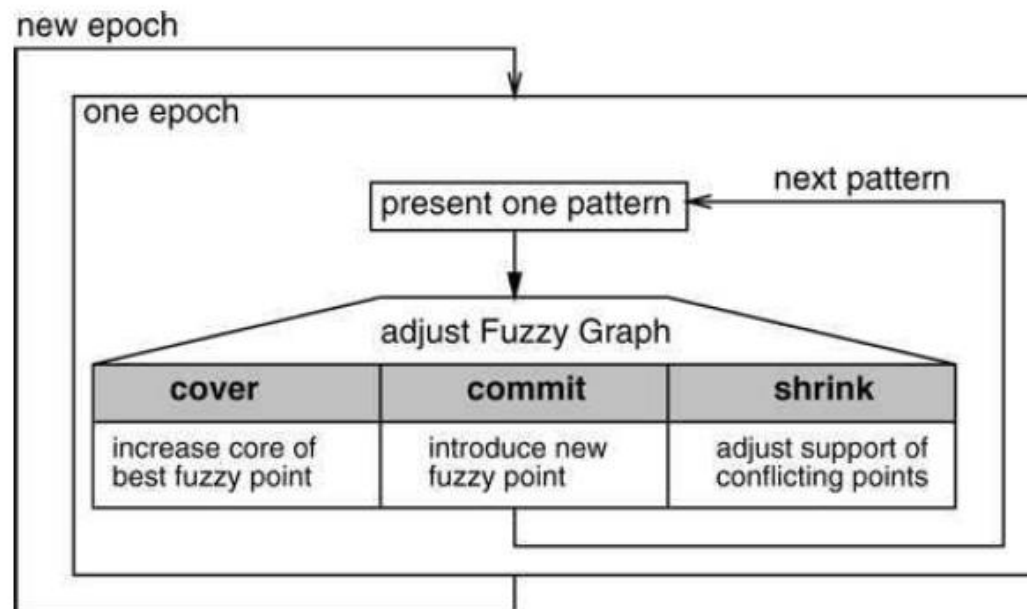 new epoch
one epoch
next pattern
present one pattern
adjust Fuzzy Graph
cover
commit
shrink
increase core of
best fuzzy point
introduce new
fuzzy point
adjust support of
conflicting points